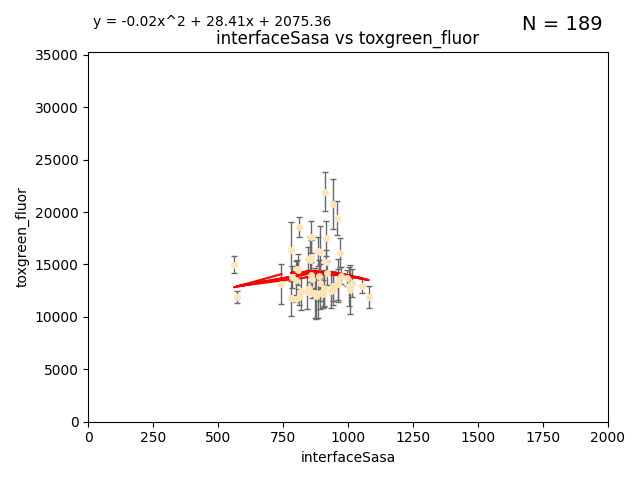 y = -0.02x^2 + 28.41x + 2075.36
N = 189
interfaceSasa vs toxgreen_fluor
35000
30000
25000
20000
15000
10000
5000
0
toxgreen_fluor
0 250 500 750 1000 1250 1500 1750 2000
interfaceSasa